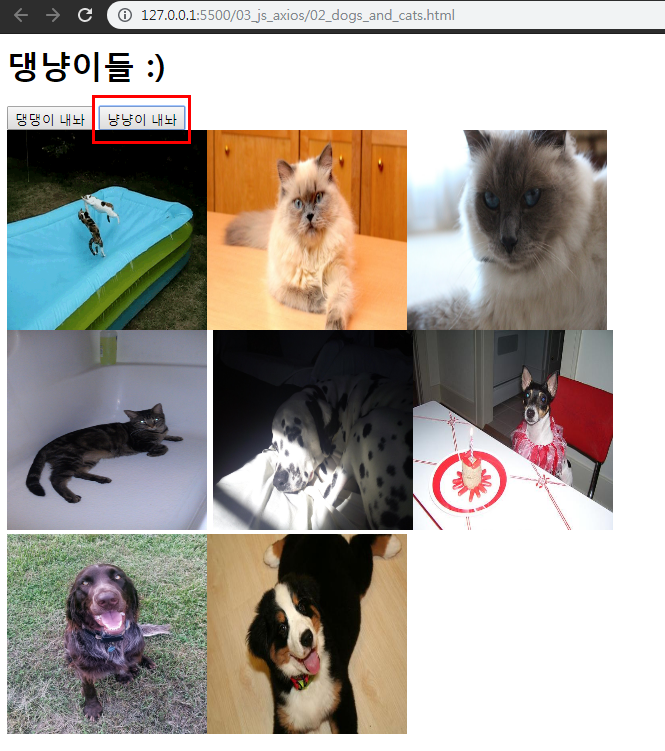 127.0.0.1:5500/03_js_axios/02_dogs_and_cats.html
댕냥이들 :)
댕댕이 내놔 냥냥이 내놔